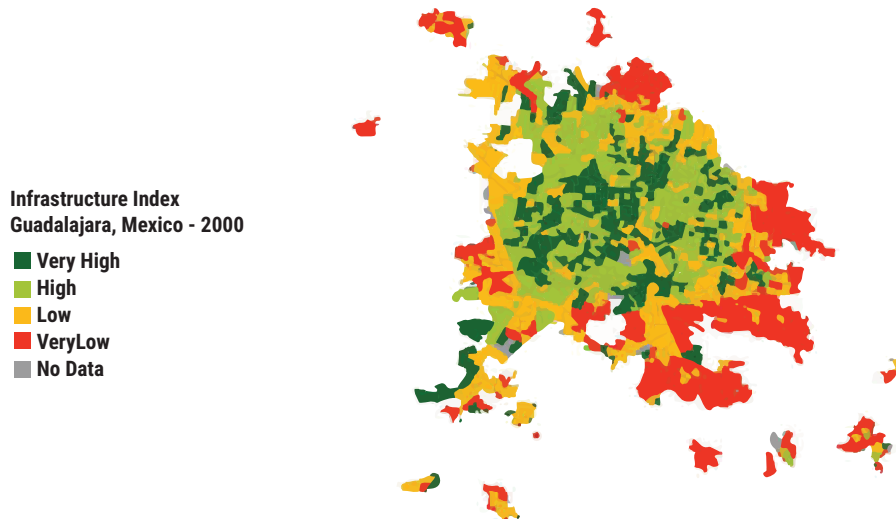 Infrastructure Index
Guadalajara, Mexico - 2000
Very High
High
Low
VeryLow
No Data